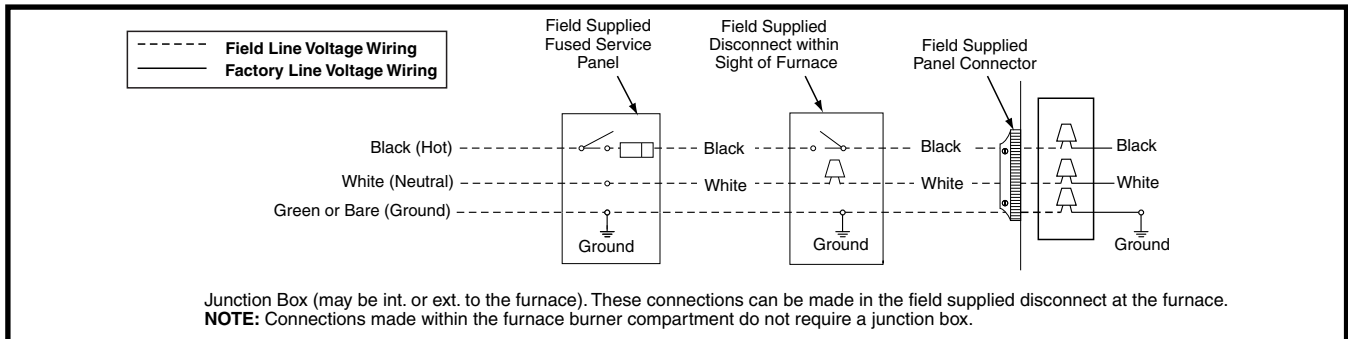 Field Line Voltage Wiring
Factory Line Voltage Wiring
Field Supplied
Fused Service
Panel
Field Supplied
Disconnect within
Sight of Furnace
Field Supplied
Panel Connector
Black (Hot)
Black
Black
Black
White (Neutral)
White
White
White
Green or Bare (Ground)
Ground
Ground
Ground
Junction Box (may be int. or ext. to the furnace). These connections can be made in the field supplied disconnect at the furnace.
NOTE: Connections made within the furnace burner compartment do not require a junction box.